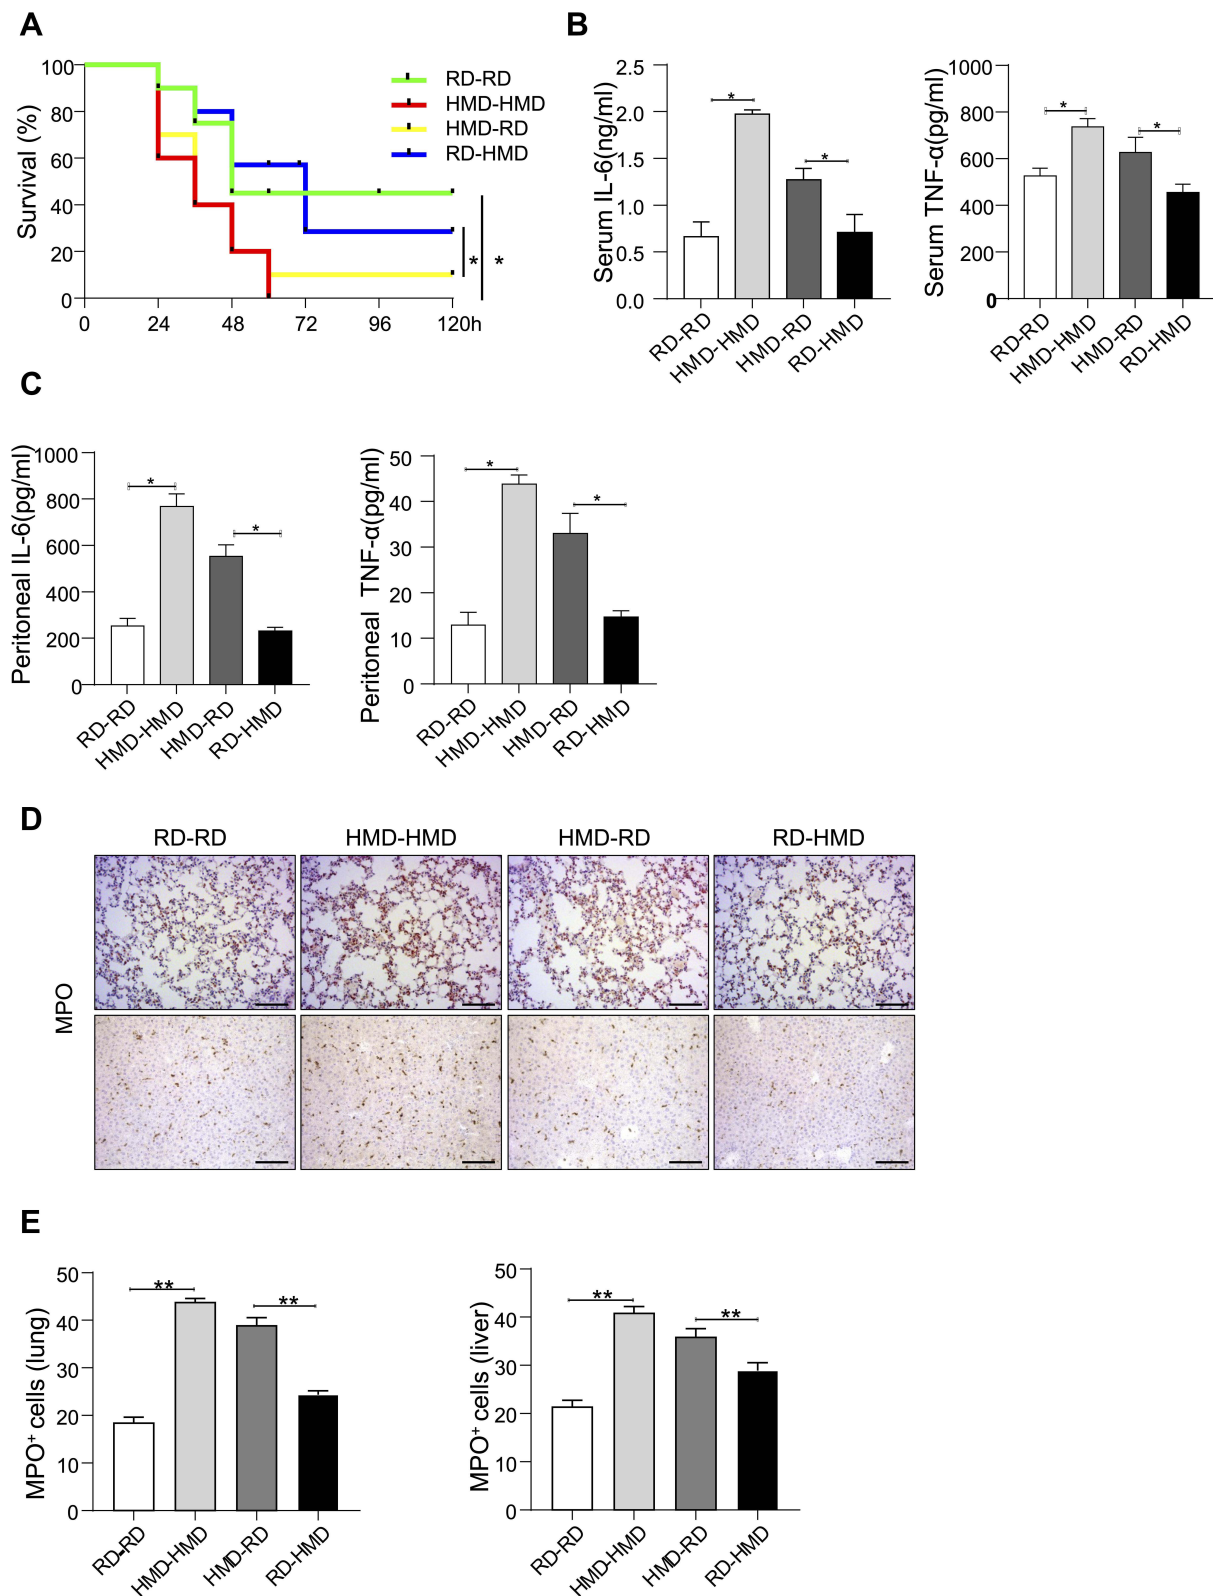 A
Survival (%)
100
80
60
40
20
0
0 24 48 72 96 120h
RD-RD
HMD-HMD
HMD-RD
RD-HMD
* *
B
Serum IL-6(ng/ml)
2.5
2.0
1.5
1.0
0.5
0.0
*
*
RD-RD HMD-HMD HMD-RD RD-HMD
Serum TNF-α(pg/ml)
1000
800
600
400
200
0
*
*
RD-RD HMD-HMD HMD-RD RD-HMD
C
Peritoneal IL-6(pg/ml)
1000
800
600
400
200
0
*
*
RD-RD HMD-HMD HMD-RD RD-HMD
Peritoneal TNF-α(pg/ml)
50
40
30
20
10
0
*
*
RD-RD HMD-HMD HMD-RD RD-HMD
D
RD-RD HMD-HMD HMD-RD RD-HMD
MPO
E
MPO⁺ cells (lung)
50
40
30
20
10
0
**
**
RD-RD HMD-HMD HMD-RD RD-HMD
MPO⁺ cells (liver)
50
40
30
20
10
0
**
**
RD-RD HMD-HMD HMD-RD RD-HMD